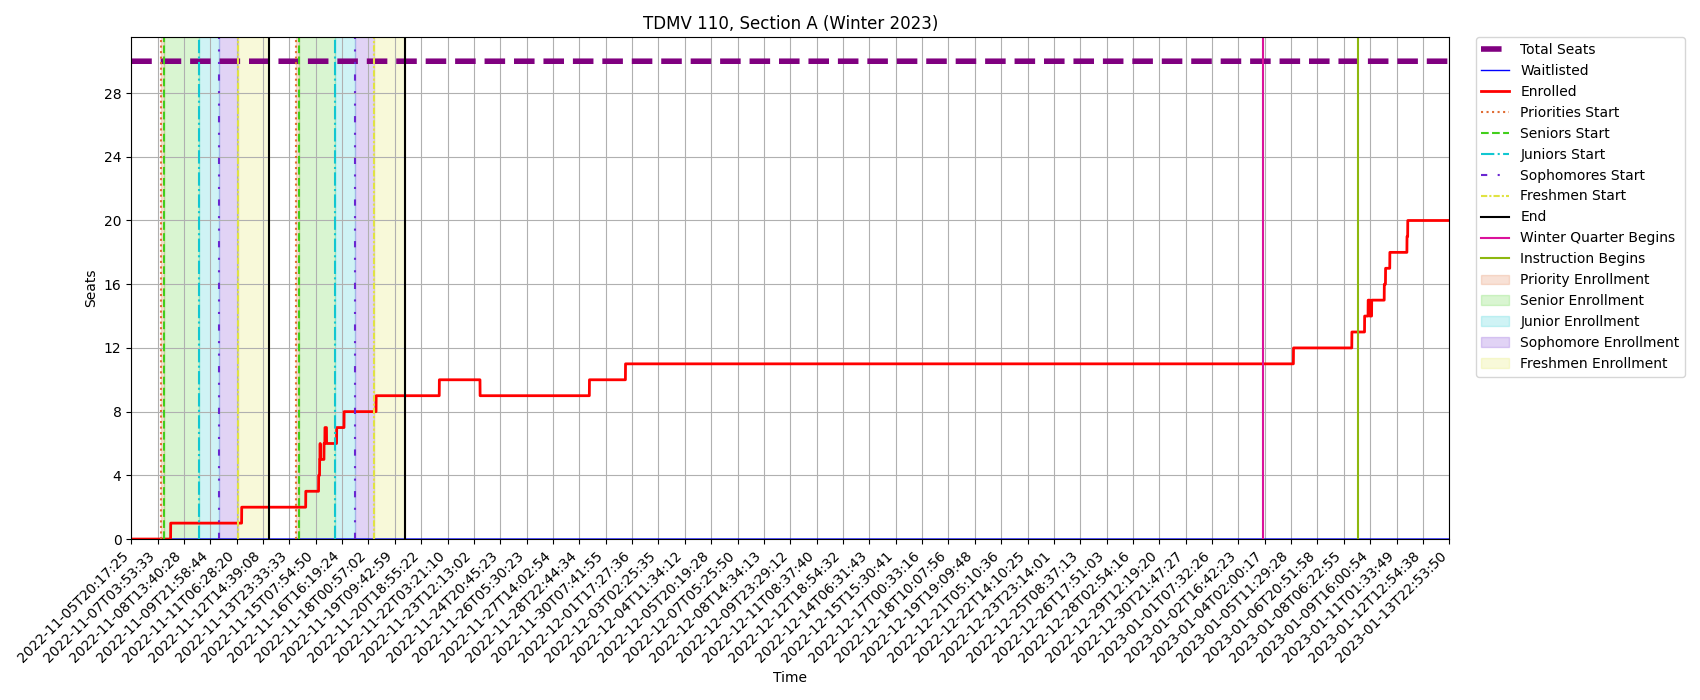 TDMV 110, Section A (Winter 2023)
Seats
28
24
20
16
12
8
4
0
2022-11-05T20:17:25
2022-11-07T03:53:33
2022-11-08T13:40:28
2022-11-09T21:58:44
2022-11-11T06:28:20
2022-11-12T14:39:08
2022-11-13T23:33:33
2022-11-15T07:54:50
2022-11-16T16:19:24
2022-11-18T00:57:02
2022-11-19T09:42:59
2022-11-20T18:55:22
2022-11-22T03:21:10
2022-11-23T12:13:02
2022-11-24T20:45:23
2022-11-26T05:30:23
2022-11-27T14:02:54
2022-11-28T22:44:34
2022-11-30T07:41:55
2022-12-01T17:27:36
2022-12-03T02:25:35
2022-12-04T11:34:12
2022-12-05T20:19:28
2022-12-07T05:25:50
2022-12-08T14:34:13
2022-12-09T23:29:12
2022-12-11T08:37:40
2022-12-12T18:54:32
2022-12-14T06:31:43
2022-12-15T15:30:41
2022-12-17T00:33:16
2022-12-18T10:07:56
2022-12-19T19:09:48
2022-12-21T05:10:36
2022-12-22T14:10:25
2022-12-23T23:14:01
2022-12-25T08:37:13
2022-12-26T17:51:03
2022-12-28T02:54:16
2022-12-29T12:19:20
2022-12-30T21:47:27
2023-01-01T07:32:26
2023-01-02T16:42:23
2023-01-04T02:00:17
2023-01-05T11:29:28
2023-01-06T20:51:58
2023-01-08T06:22:55
2023-01-09T16:00:54
2023-01-11T01:33:49
2023-01-12T12:54:38
2023-01-13T22:53:50
Time
Total Seats
Waitlisted
Enrolled
Priorities Start
Seniors Start
Juniors Start
Sophomores Start
Freshmen Start
End
Winter Quarter Begins
Instruction Begins
Priority Enrollment
Senior Enrollment
Junior Enrollment
Sophomore Enrollment
Freshmen Enrollment